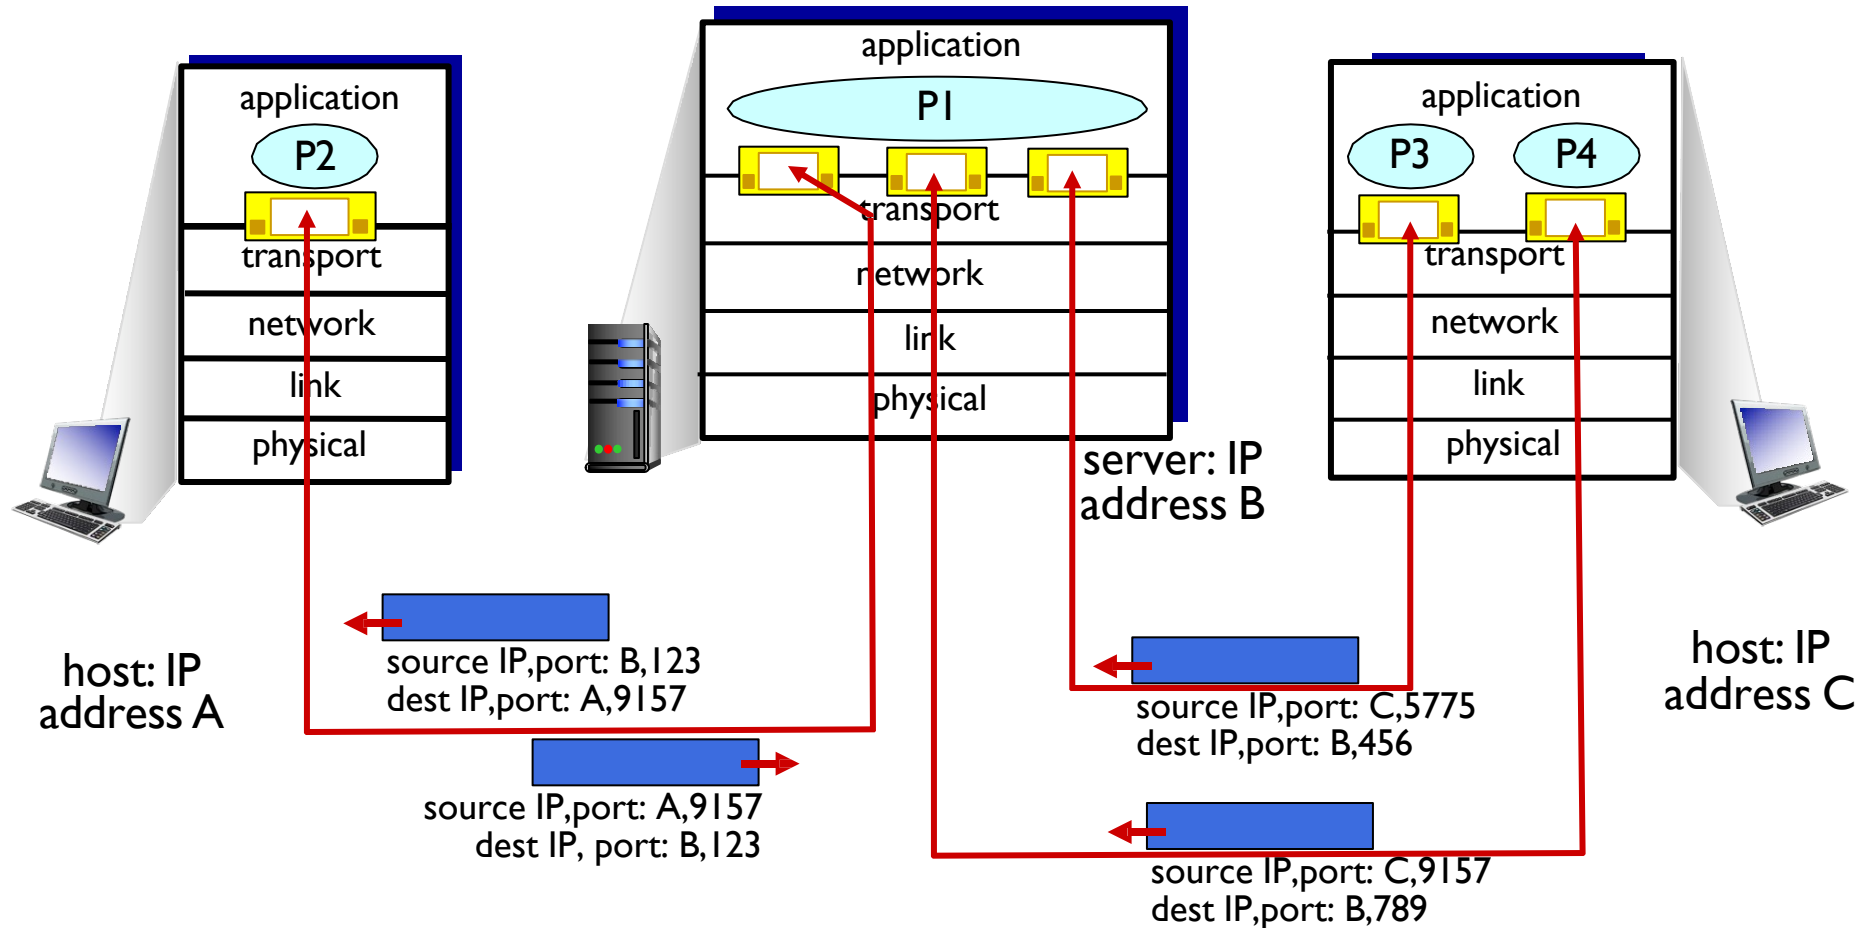 application
P2
transport
network
link
physical
host: IP
address A
application
P1
transport
network
link
physical
server: IP
address B
application
P3
P4
transport
network
link
physical
host: IP
address C
source IP,port: B,123
dest IP,port: A,9157
source IP,port: A,9157
dest IP, port: B,123
source IP,port: C,5775
dest IP,port: B,456
source IP,port: C,9157
dest IP,port: B,789